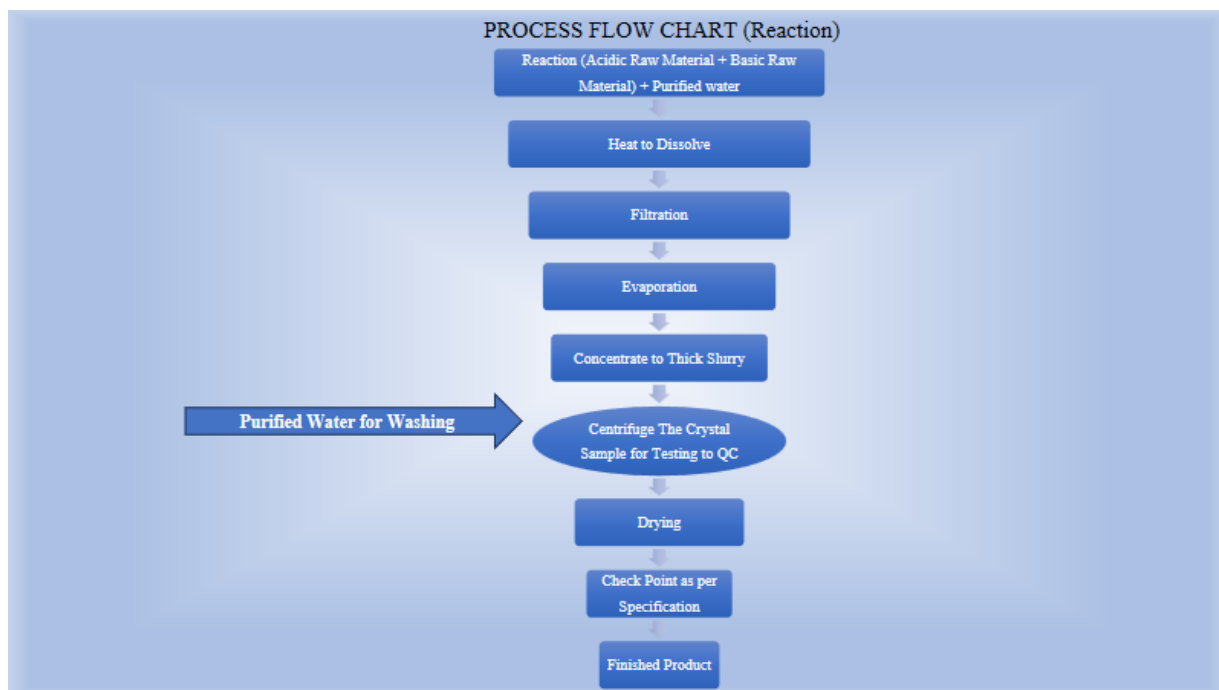 PROCESS FLOW CHART (Reaction)
Reaction (Acidic Raw Material + Basic Raw
Material) + Purified water
Heat to Dissolve
Filtration
Evaporation
Concentrate to Thick Slurry
Purified Water for Washing
Centrifuge The Crystal
Sample for Testing to QC
Drying
Check Point as per
Specification
Finished Product